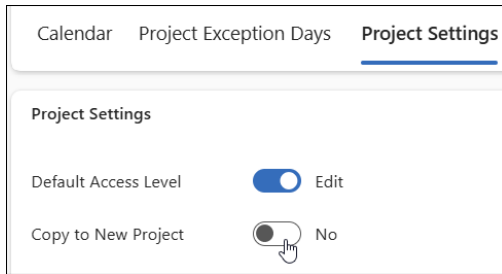 Calendar Project Exception Days Project Settings
Project Settings
Default Access Level Edit
Copy to New Project No